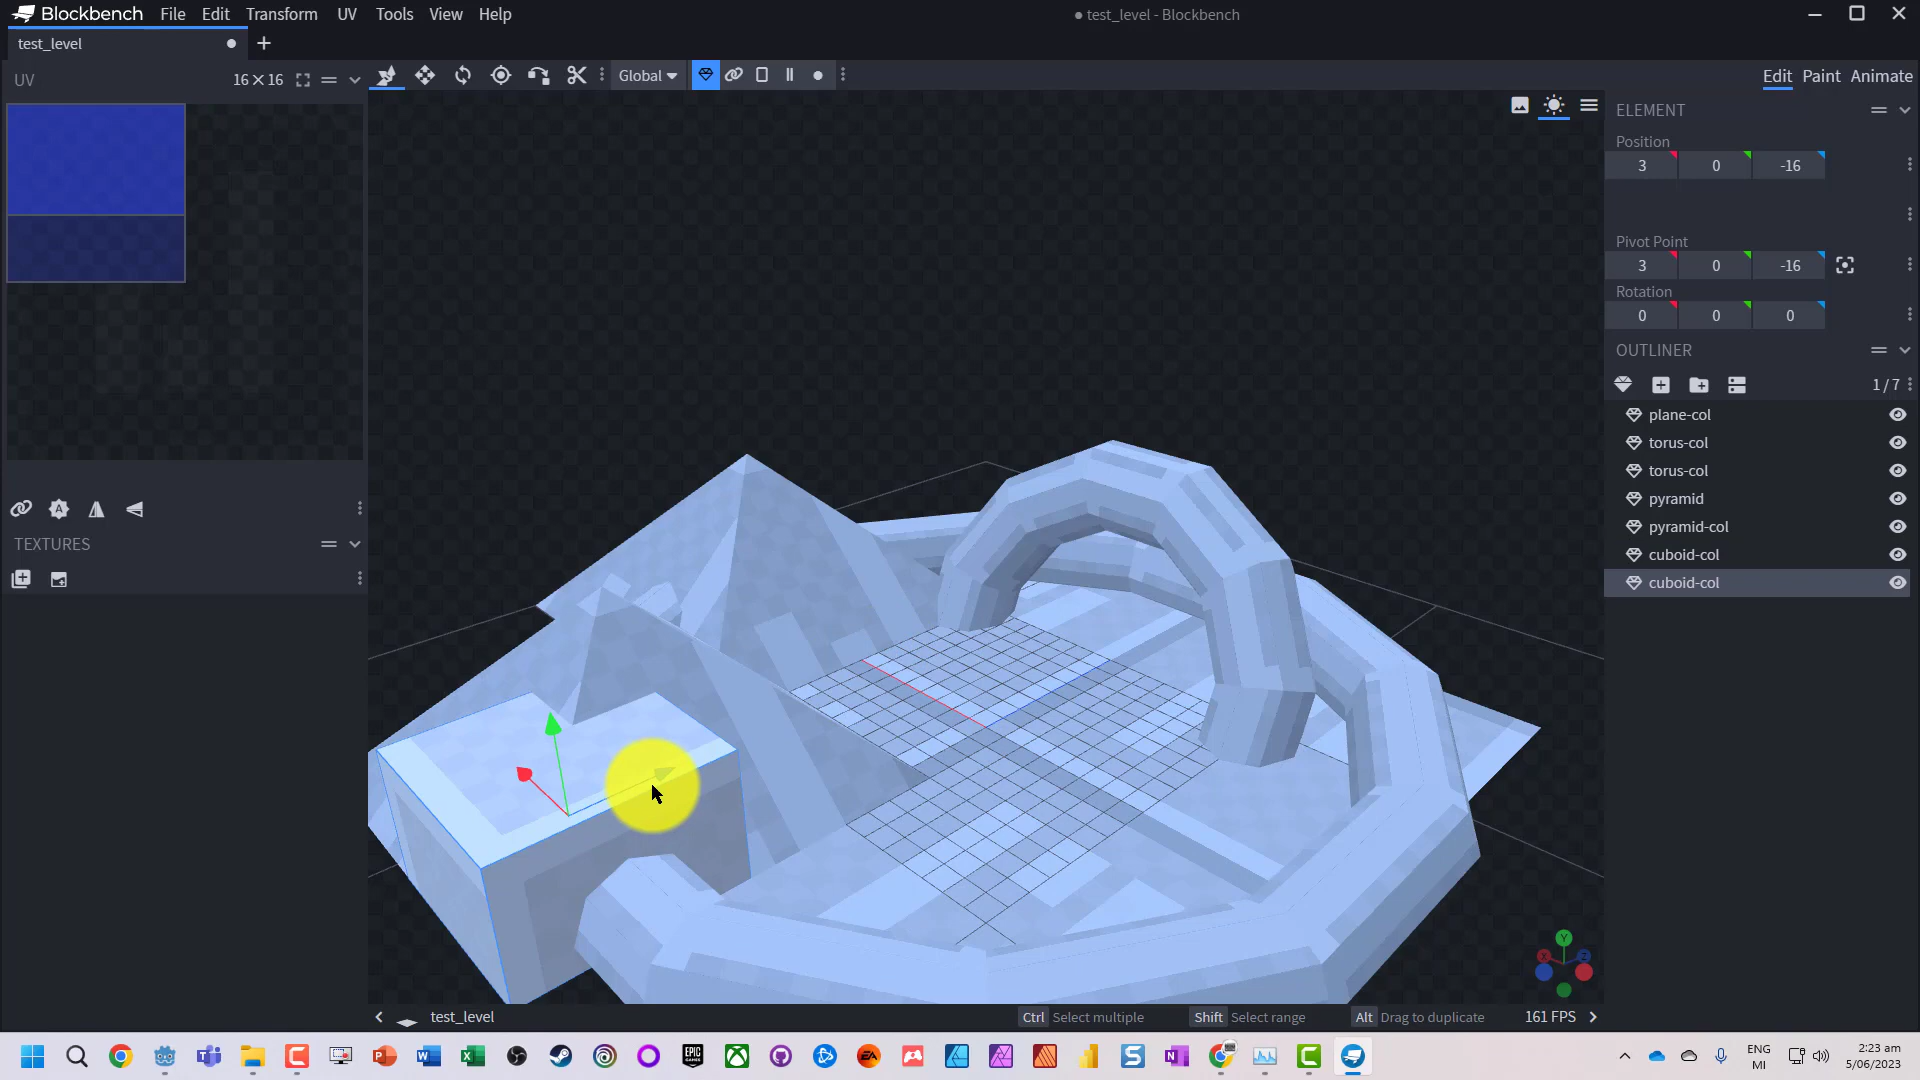 Blockbench File Edit Transform UV Tools View Help
test_level - Blockbench
test_level
UV 16×16
Global
Edit Paint Animate
ELEMENT
Position
3 0 -16
Pivot Point
3 0 -16
Rotation
0 0 0
OUTLINER
1 / 7
plane-col
torus-col
torus-col
pyramid
pyramid-col
cuboid-col
cuboid-col
TEXTURES
test_level
Ctrl Select multiple Shift Select range Alt Drag to duplicate 161 FPS
ENG
MI
2:23 am
5/06/2023